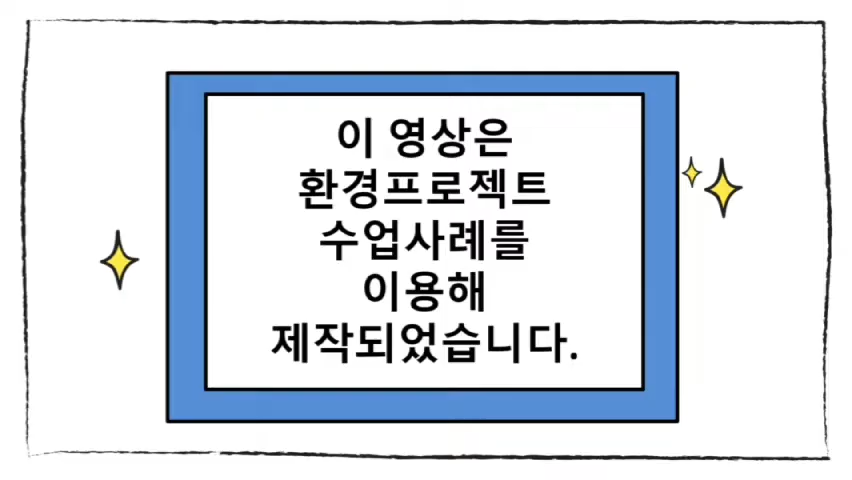 이 영상은
환경프로젝트
수업사례를
이용해
제작되었습니다.